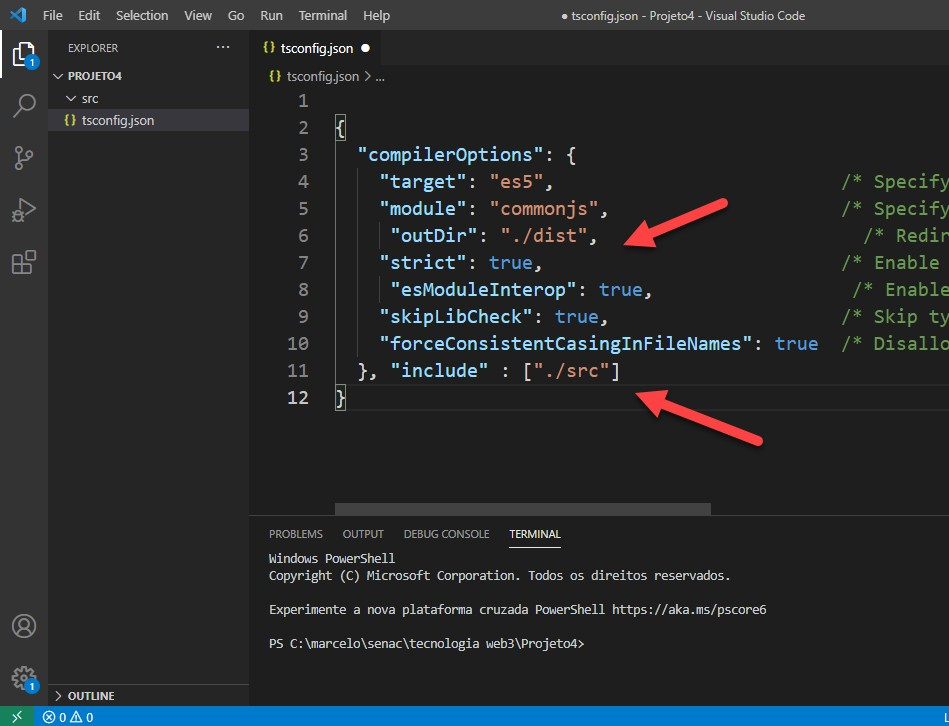 File Edit Selection View Go Run Terminal Help ● tsconfig.json - Projeto4 - Visual Studio Code
1
EXPLORER ...
PROJETO4
src
{} tsconfig.json
{} tsconfig.json ●
{} tsconfig.json > ...
1
2 {
3 "compilerOptions": {
4 "target": "es5", /* Specify
5 "module": "commonjs", /* Specify
6 "outDir": "./dist", /* Redir
7 "strict": true, /* Enable
8 "esModuleInterop": true, /* Enable
9 "skipLibCheck": true, /* Skip ty
10 "forceConsistentCasingInFileNames": true /* Disallo
11 }, "include" : ["./src"]
12 }
PROBLEMS OUTPUT DEBUG CONSOLE TERMINAL
Windows PowerShell
Copyright (C) Microsoft Corporation. Todos os direitos reservados.
Experimente a nova plataforma cruzada PowerShell https://aka.ms/pscore6
PS C:\marcelo\senac\tecnologia web3\Projeto4>
1
OUTLINE
0 0 L